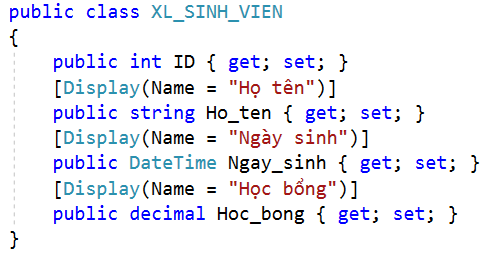 public class XL_SINH_VIEN
{
public int ID { get; set; }
[Display(Name = "Họ tên")]
public string Ho_ten { get; set; }
[Display(Name = "Ngày sinh")]
public DateTime Ngay_sinh { get; set; }
[Display(Name = "Học bổng")]
public decimal Hoc_bong { get; set; }
}